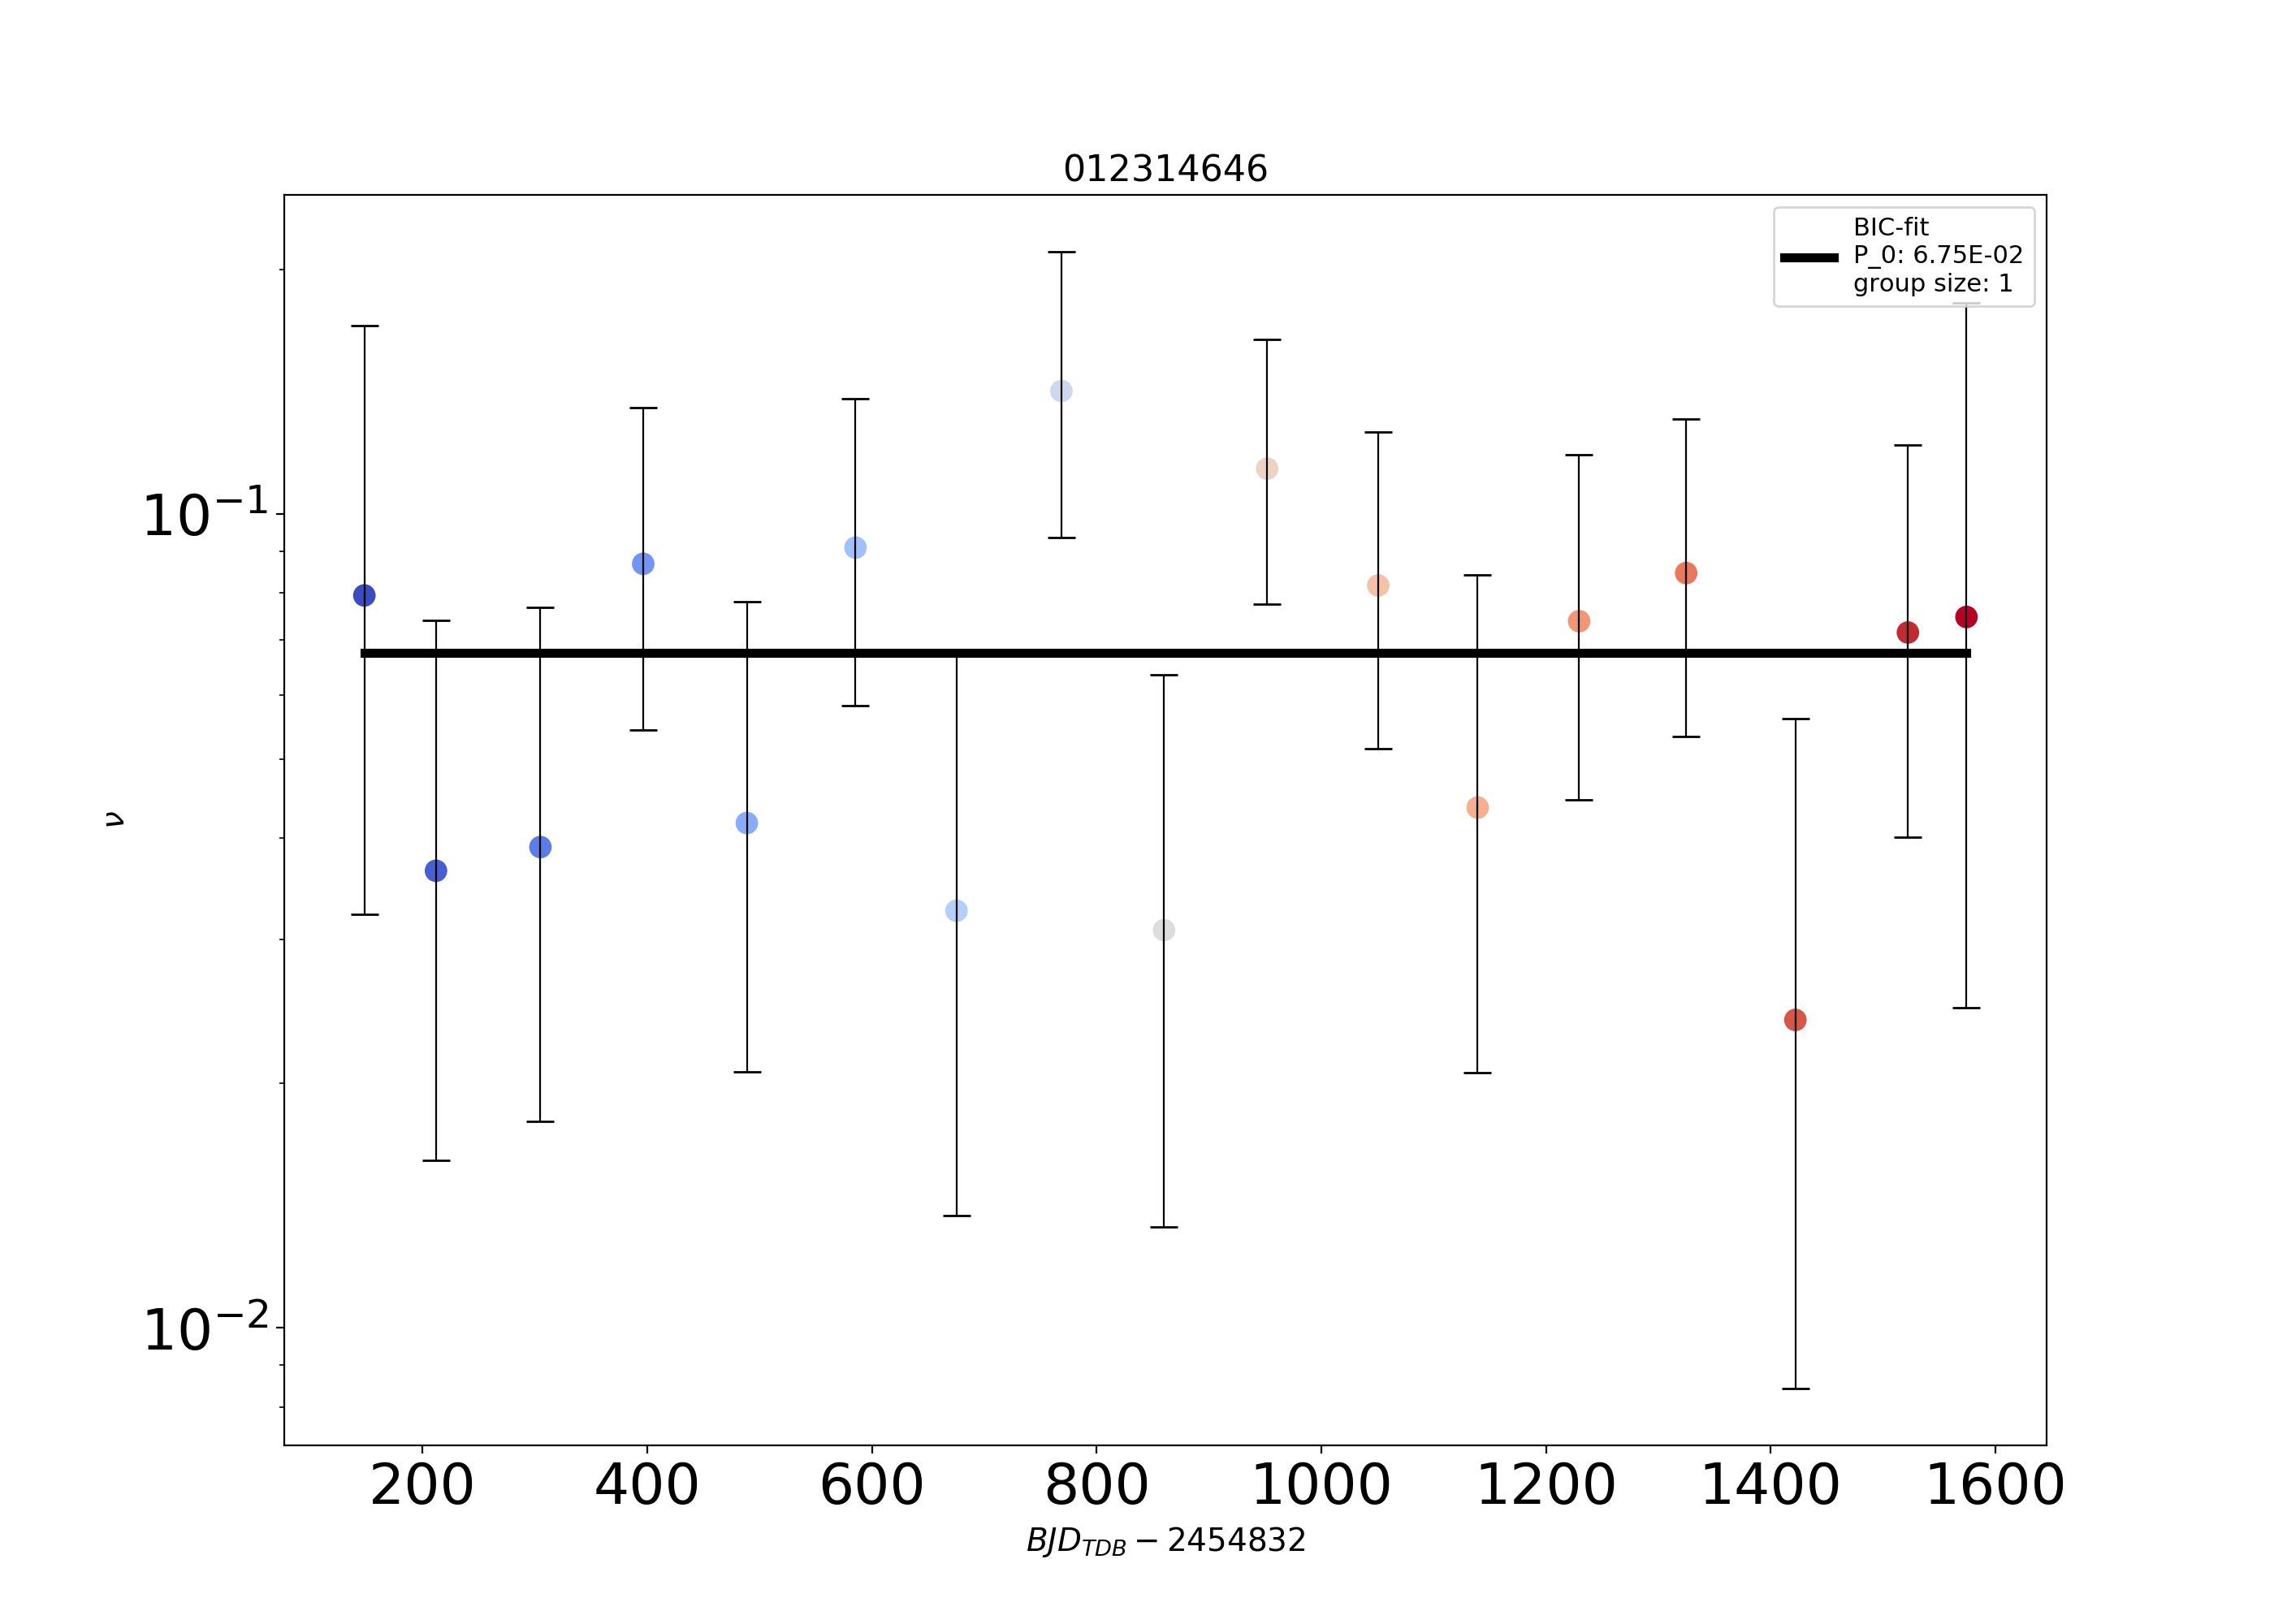 012314646
BIC-fit
P_0: 6.75E-02
group size: 1
10⁻¹
10⁻²
ν
200 400 600 800 1000 1200 1400 1600
BJD_TDB − 2454832